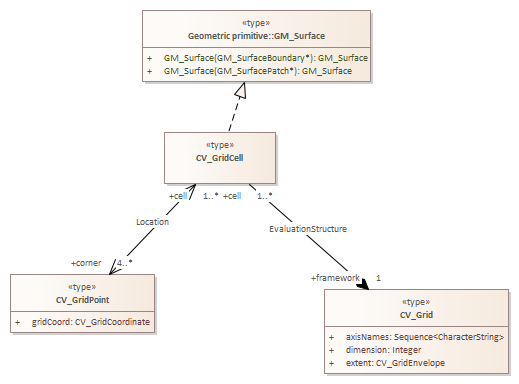 «type»
Geometric primitive::GM_Surface
+ GM_Surface(GM_SurfaceBoundary*): GM_Surface
+ GM_Surface(GM_SurfacePatch*): GM_Surface
«type»
CV_GridCell
+cell 1..* +cell 1..*
Location
EvaluationStructure
+corner 4..*
+framework 1
«type»
CV_GridPoint
+ gridCoord: CV_GridCoordinate
«type»
CV_Grid
+ axisNames: Sequence<CharacterString>
+ dimension: Integer
+ extent: CV_GridEnvelope